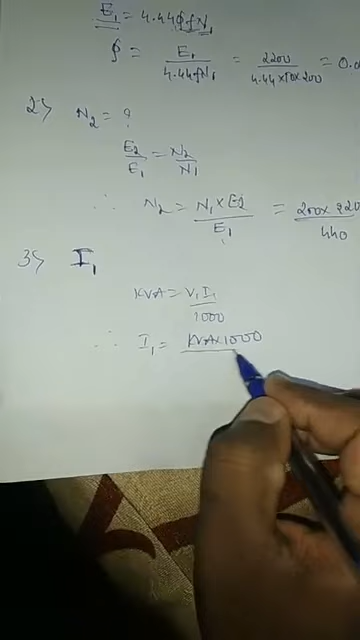 E₁ = 4.44ϕfN₁
ϕ = E₁ / 4.44fN₁ = 2200 / 4.44×50×200 = 0.0
2> N₂ = ?
E₂/E₁ = N₂/N₁
∴ N₂ = N₁×E₂ / E₁ = 200×220 / 440
3> I₁
KVA = V₁I₁ / 1000
∴ I₁ = KVA×1000